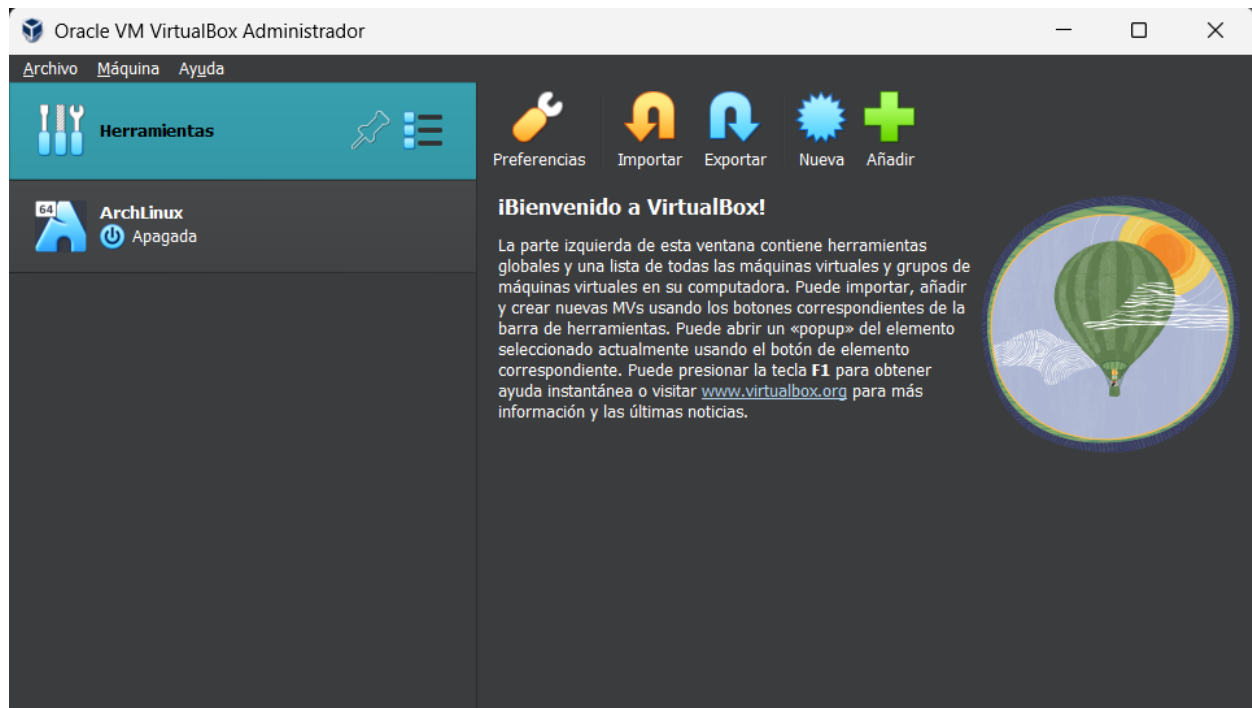 Oracle VM VirtualBox Administrador
Archivo Máquina Ayuda
Herramientas
Preferencias Importar Exportar Nueva Añadir
64
ArchLinux
Apagada
¡Bienvenido a VirtualBox!
La parte izquierda de esta ventana contiene herramientas
globales y una lista de todas las máquinas virtuales y grupos de
máquinas virtuales en su computadora. Puede importar, añadir
y crear nuevas MVs usando los botones correspondientes de la
barra de herramientas. Puede abrir un «popup» del elemento
seleccionado actualmente usando el botón de elemento
correspondiente. Puede presionar la tecla F1 para obtener
ayuda instantánea o visitar www.virtualbox.org para más
información y las últimas noticias.